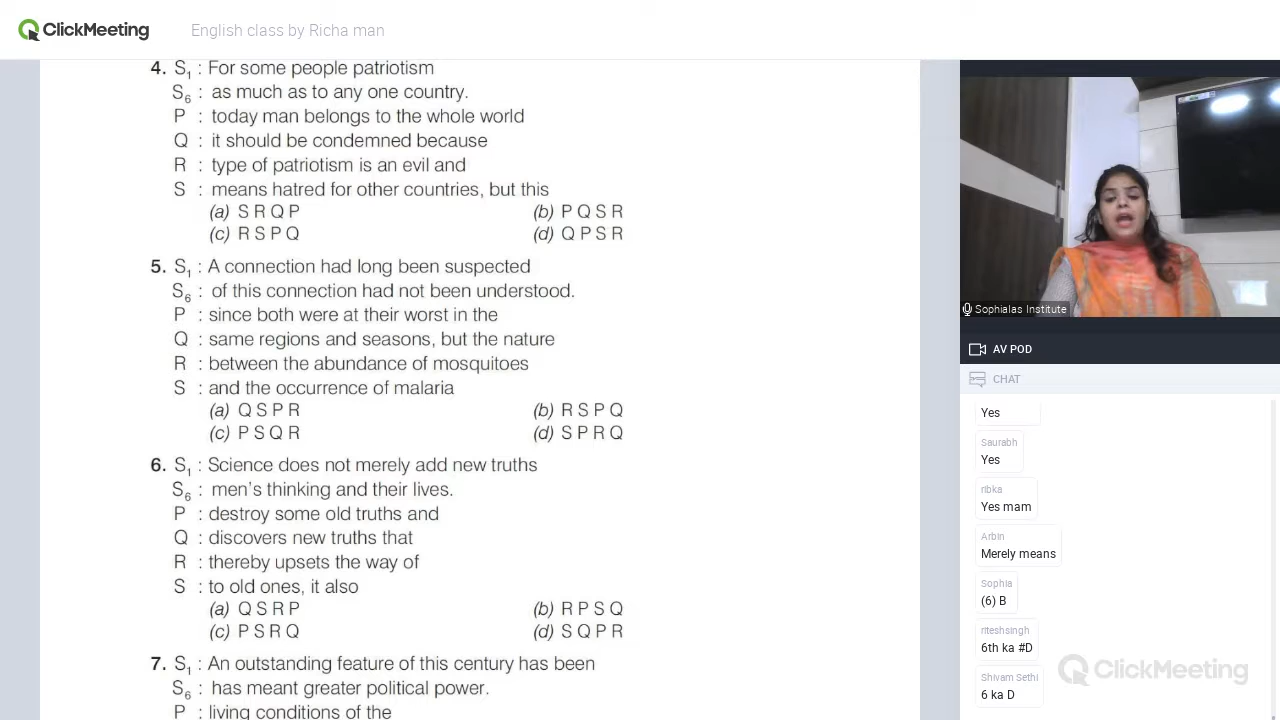 ClickMeeting
English class by Richa man
4. S1 : For some people patriotism
S6 : as much as to any one country.
P : today man belongs to the whole world
Q : it should be condemned because
R : type of patriotism is an evil and
S : means hatred for other countries, but this
(a) S R Q P (b) P Q S R
(c) R S P Q (d) Q P S R
5. S1 : A connection had long been suspected
S6 : of this connection had not been understood.
P : since both were at their worst in the
Q : same regions and seasons, but the nature
R : between the abundance of mosquitoes
S : and the occurrence of malaria
(a) Q S P R (b) R S P Q
(c) P S Q R (d) S P R Q
6. S1 : Science does not merely add new truths
S6 : men's thinking and their lives.
P : destroy some old truths and
Q : discovers new truths that
R : thereby upsets the way of
S : to old ones, it also
(a) Q S R P (b) R P S Q
(c) P S R Q (d) S Q P R
7. S1 : An outstanding feature of this century has been
S6 : has meant greater political power.
P : living conditions of the
Sophialas Institute
AV POD
CHAT
Yes
Saurabh
Yes
ribka
Yes mam
Arbin
Merely means
Sophia
(6) B
riteshsingh
6th ka #D
Shivam Sethi
6 ka D
ClickMeeting